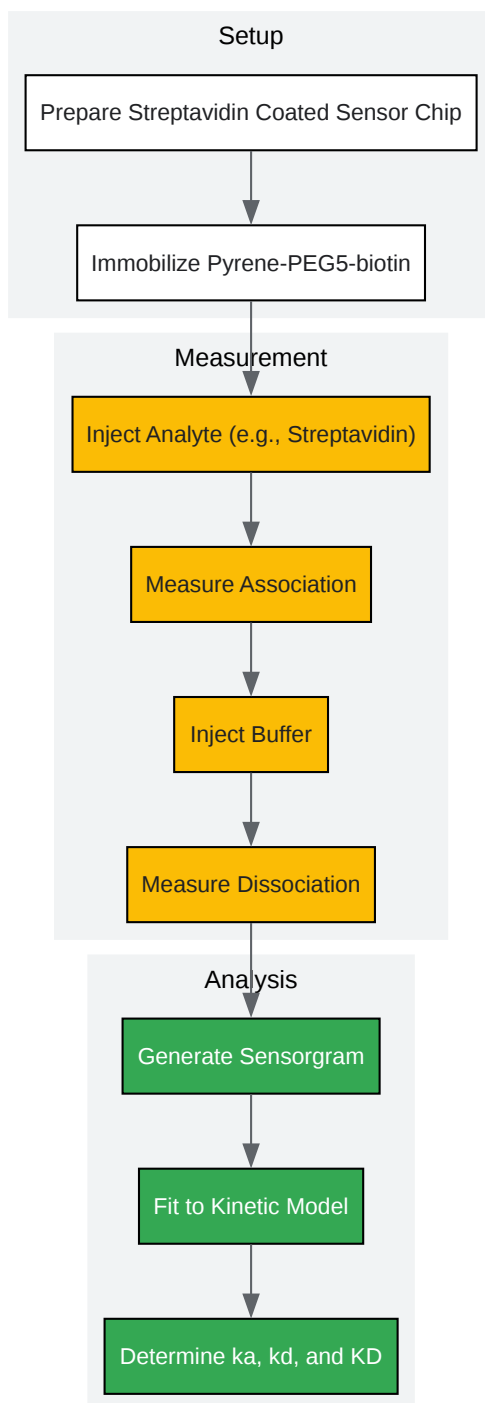 Setup
Prepare Streptavidin Coated Sensor Chip
Immobilize Pyrene-PEG5-biotin
Measurement
Inject Analyte (e.g., Streptavidin)
Measure Association
Inject Buffer
Measure Dissociation
Analysis
Generate Sensorgram
Fit to Kinetic Model
Determine ka, kd, and KD